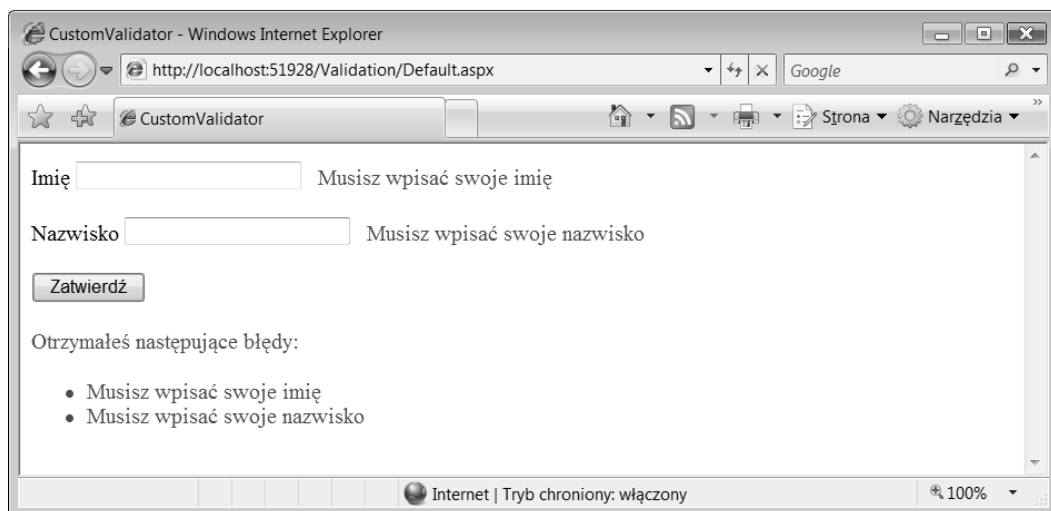 CustomValidator - Windows Internet Explorer
http://localhost:51928/Validation/Default.aspx
Google
CustomValidator
Strona
Narzędzia
Imię
Musisz wpisać swoje imię
Nazwisko
Musisz wpisać swoje nazwisko
Zatwierdź
Otrzymałeś następujące błędy:
• Musisz wpisać swoje imię
• Musisz wpisać swoje nazwisko
Internet | Tryb chroniony: włączony
100%